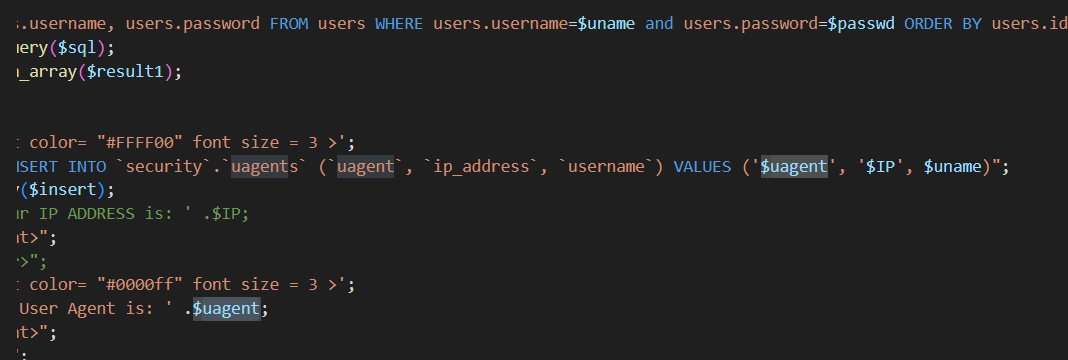 s.username, users.password FROM users WHERE users.username=$uname and users.password=$passwd ORDER BY users.id
uery($sql);
h_array($result1);
t color= "#FFFF00" font size = 3 >';
NSERT INTO `security`.`uagents` (`uagent`, `ip_address`, `username`) VALUES ('$uagent', '$IP', $uname)";
y($insert);
ur IP ADDRESS is: ' .$IP;
nt>";
>";
t color= "#0000ff" font size = 3 >';
User Agent is: ' .$uagent;
nt>";
";